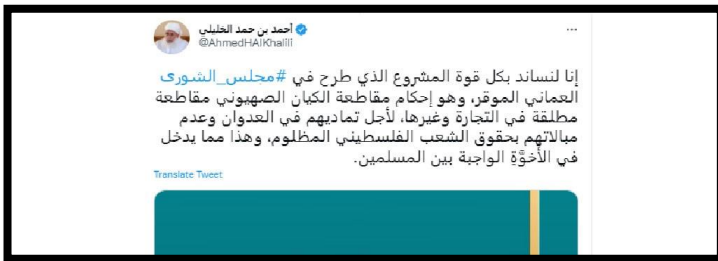 أحمد بن حمد الخليلي
@AhmedHAlKhalili
إنا لنساند بكل قوة المشروع الذي طرح في #مجلس_الشورى
العماني الموقر، وهو إحكام مقاطعة الكيان الصهيوني مقاطعة
مطلقة في التجارة وغيرها، لأجل تماديهم في العدوان وعدم
مبالاتهم بحقوق الشعب الفلسطيني المظلوم، وهذا مما يدخل
في الأخوَّةِ الواجبة بين المسلمين.
Translate Tweet